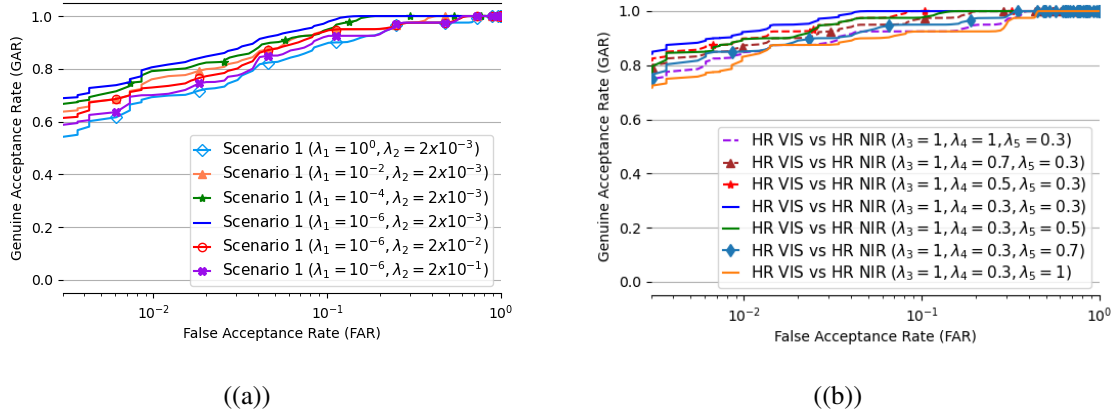 Genuine Acceptance Rate (GAR)
1.0
0.8
0.6
0.4
0.2
0.0
Scenario 1 (λ₁ = 10⁰, λ₂ = 2x10⁻³)
Scenario 1 (λ₁ = 10⁻², λ₂ = 2x10⁻³)
Scenario 1 (λ₁ = 10⁻⁴, λ₂ = 2x10⁻³)
Scenario 1 (λ₁ = 10⁻⁶, λ₂ = 2x10⁻³)
Scenario 1 (λ₁ = 10⁻⁶, λ₂ = 2x10⁻²)
Scenario 1 (λ₁ = 10⁻⁶, λ₂ = 2x10⁻¹)
10⁻² 10⁻¹ 10⁰
False Acceptance Rate (FAR)
((a))
Genuine Acceptance Rate (GAR)
1.0
0.8
0.6
0.4
0.2
0.0
HR VIS vs HR NIR (λ₃ = 1, λ₄ = 1, λ₅ = 0.3)
HR VIS vs HR NIR (λ₃ = 1, λ₄ = 0.7, λ₅ = 0.3)
HR VIS vs HR NIR (λ₃ = 1, λ₄ = 0.5, λ₅ = 0.3)
HR VIS vs HR NIR (λ₃ = 1, λ₄ = 0.3, λ₅ = 0.3)
HR VIS vs HR NIR (λ₃ = 1, λ₄ = 0.3, λ₅ = 0.5)
HR VIS vs HR NIR (λ₃ = 1, λ₄ = 0.3, λ₅ = 0.7)
HR VIS vs HR NIR (λ₃ = 1, λ₄ = 0.3, λ₅ = 1)
10⁻² 10⁻¹ 10⁰
False Acceptance Rate (FAR)
((b))